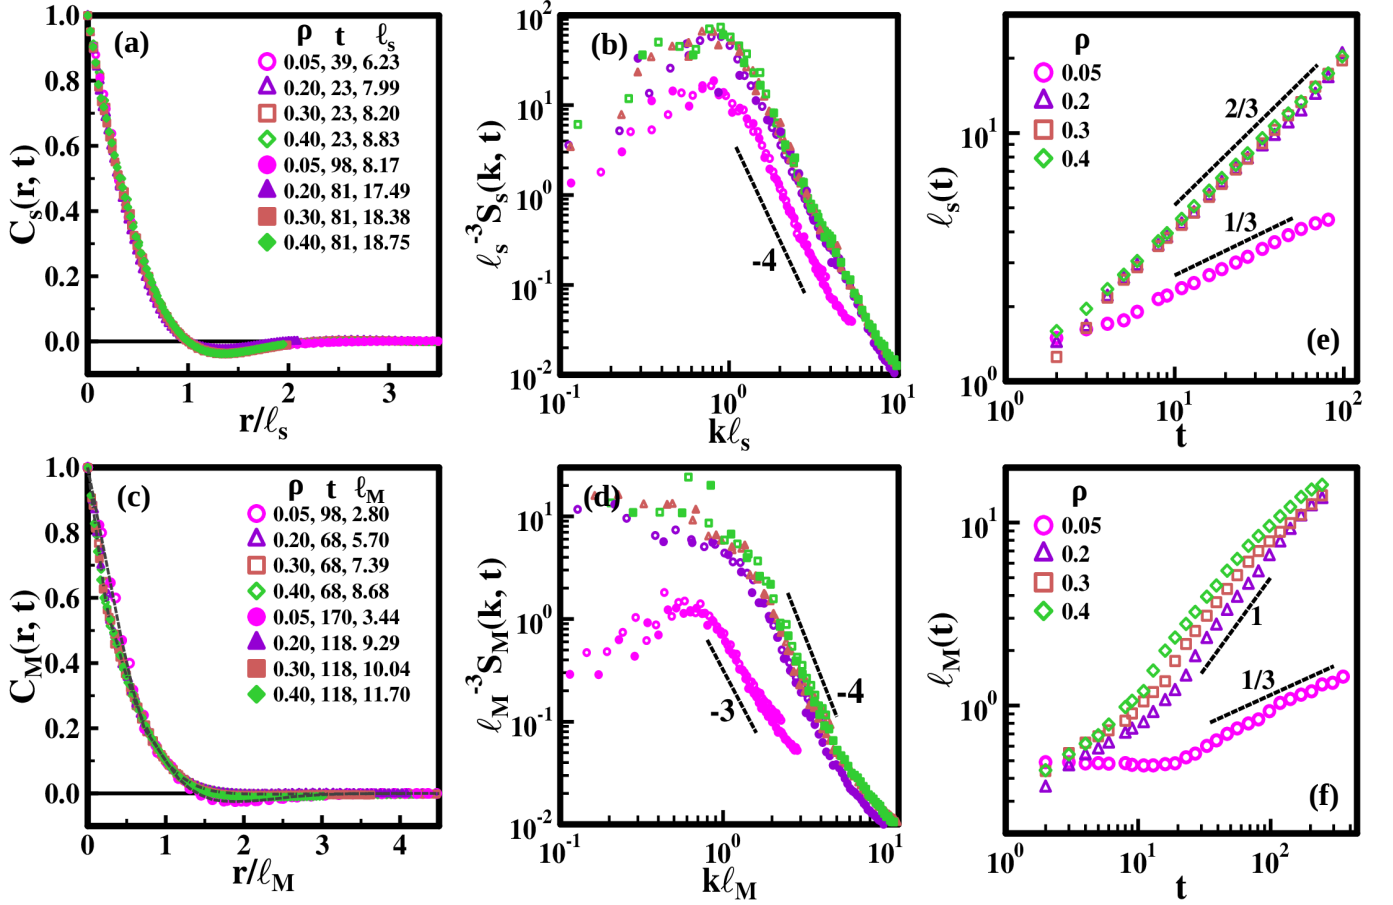 (a)
ρ t ℓs
0.05, 39, 6.23
0.20, 23, 7.99
0.30, 23, 8.20
0.40, 23, 8.83
0.05, 98, 8.17
0.20, 81, 17.49
0.30, 81, 18.38
0.40, 81, 18.75
1.0
0.8
0.6
0.4
0.2
0.0
Cs(r, t)
0 1 2 3
r/ℓs
(b)
10^2
10^1
10^0
10^-1
10^-2
ℓs^-3 Ss(k, t)
-4
10^-1 10^0 10^1
kℓs
(e)
ρ
0.05
0.2
0.3
0.4
2/3
1/3
10^1
10^0
ℓs(t)
10^0 10^1 10^2
t
(c)
ρ t ℓM
0.05, 98, 2.80
0.20, 68, 5.70
0.30, 68, 7.39
0.40, 68, 8.68
0.05, 170, 3.44
0.20, 118. 9.29
0.30, 118, 10.04
0.40, 118, 11.70
1.0
0.8
0.6
0.4
0.2
0.0
CM(r, t)
0 1 2 3 4
r/ℓM
(d)
10^1
10^0
10^-1
10^-2
ℓM^-3 SM(k, t)
-3
-4
10^-1 10^0 10^1
kℓM
(f)
ρ
0.05
0.2
0.3
0.4
1
1/3
10^1
10^0
ℓM(t)
10^0 10^1 10^2
t